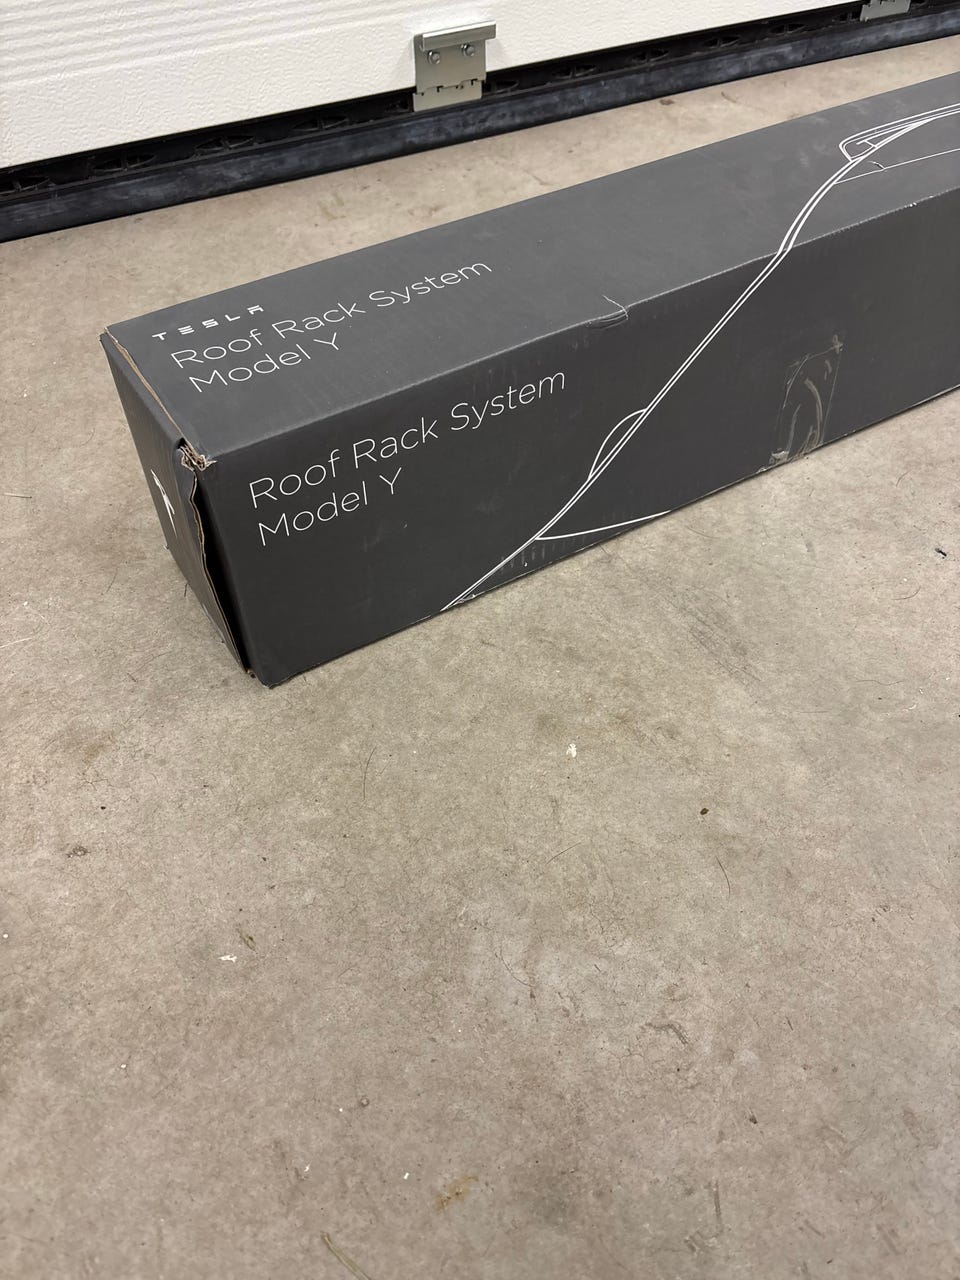 TESLA
Roof Rack System
Model Y
Roof Rack System
Model Y